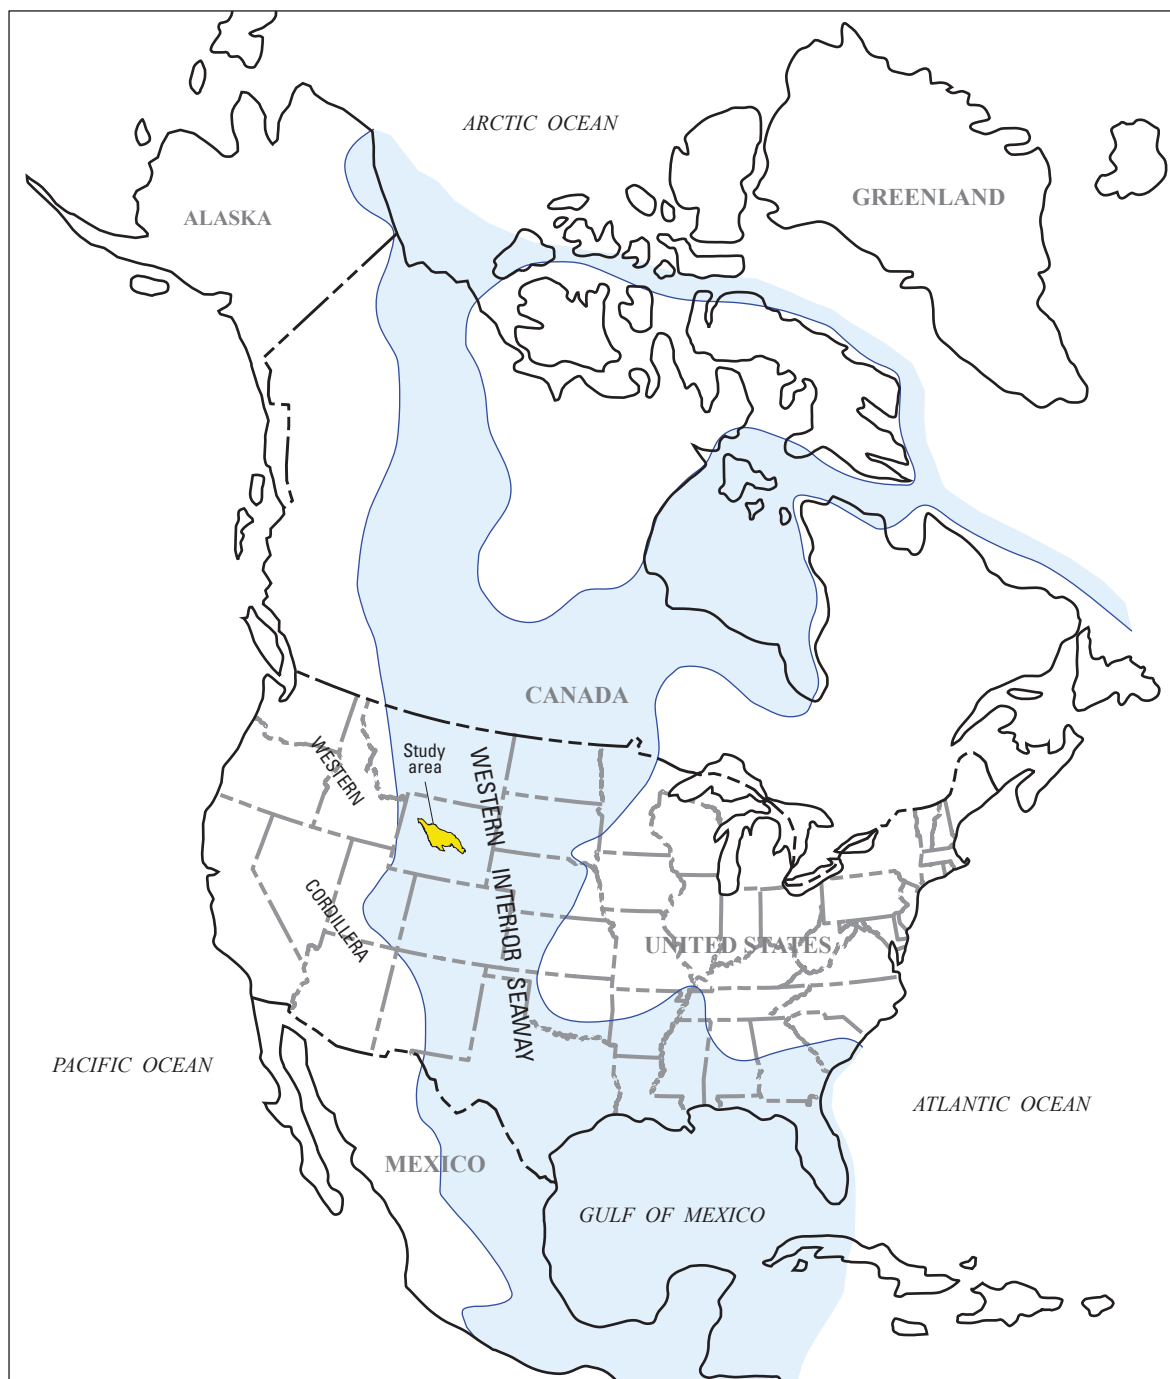 ARCTIC OCEAN
GREENLAND
ALASKA
CANADA
WESTERN
Study
area
WESTERN INTERIOR SEAWAY
CORDILLERA
UNITED STATES
PACIFIC OCEAN
ATLANTIC OCEAN
MEXICO
GULF OF MEXICO